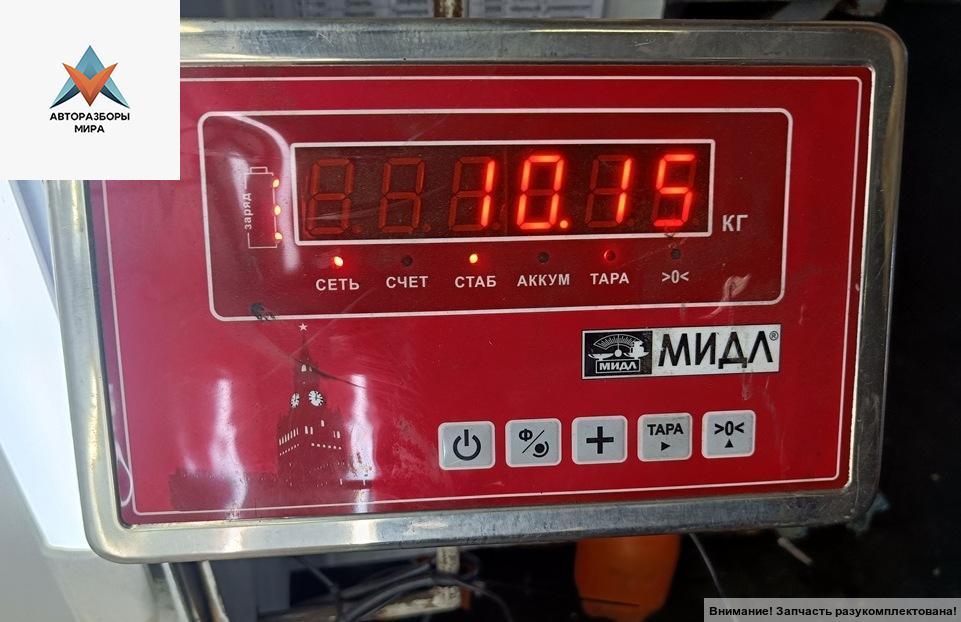 АВТОРАЗБОРЫ
МИРА
заряд
10.15
КГ
СЕТЬ СЧЕТ СТАБ АККУМ ТАРА >0<
МИДЛ
МИДЛ®
Ф/ + ТАРА >0<
Внимание! Запчасть разукомплектована!